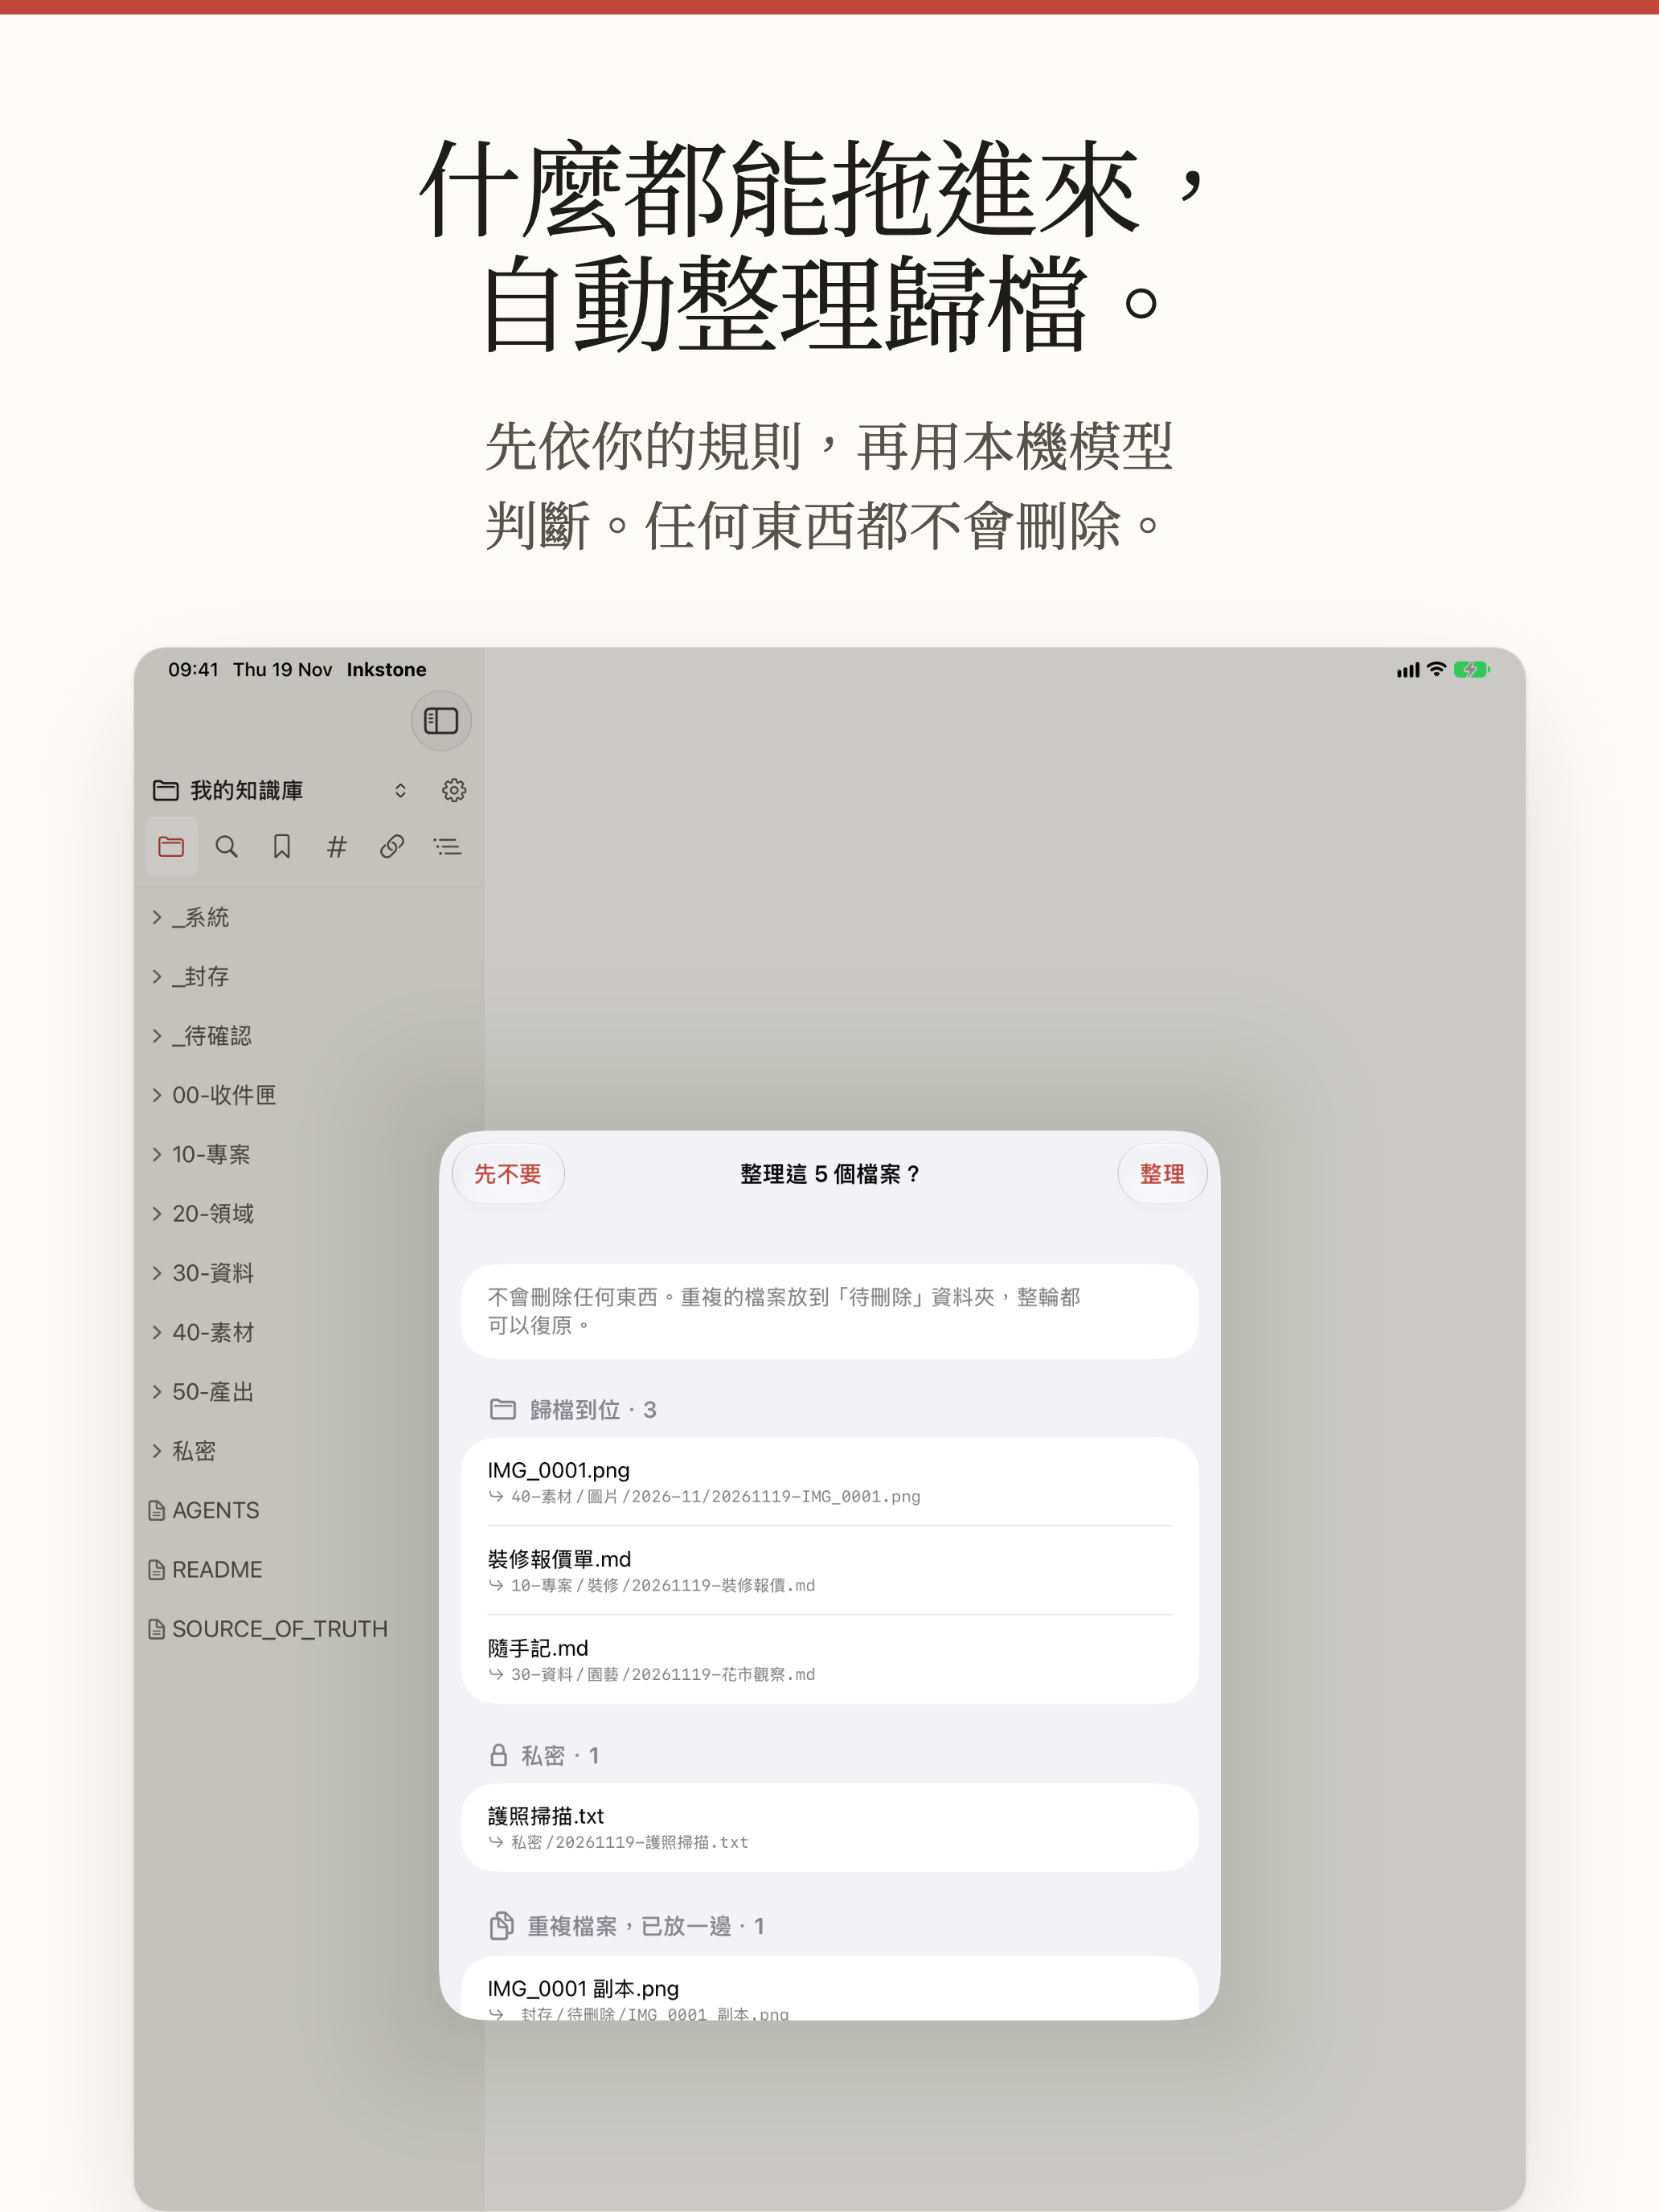 什麼都能拖進來，
自動整理歸檔。
先依你的規則，再用本機模型
判斷。任何東西都不會刪除。
09:41 Thu 19 Nov Inkstone
我的知識庫
_系統
_封存
_待確認
00-收件匣
10-專案
20-領域
30-資料
40-素材
50-產出
私密
AGENTS
README
SOURCE_OF_TRUTH
先不要
整理這 5 個檔案？
整理
不會刪除任何東西。重複的檔案放到「待刪除」資料夾，整輪都
可以復原。
歸檔到位 · 3
IMG_0001.png
40-素材/圖片/2026-11/20261119-IMG_0001.png
裝修報價單.md
10-專案/裝修/20261119-裝修報價.md
隨手記.md
30-資料/園藝/20261119-花市觀察.md
私密 · 1
護照掃描.txt
私密/20261119-護照掃描.txt
重複檔案，已放一邊 · 1
IMG_0001 副本.png
_封存/待刪除/IMG_0001 副本.png